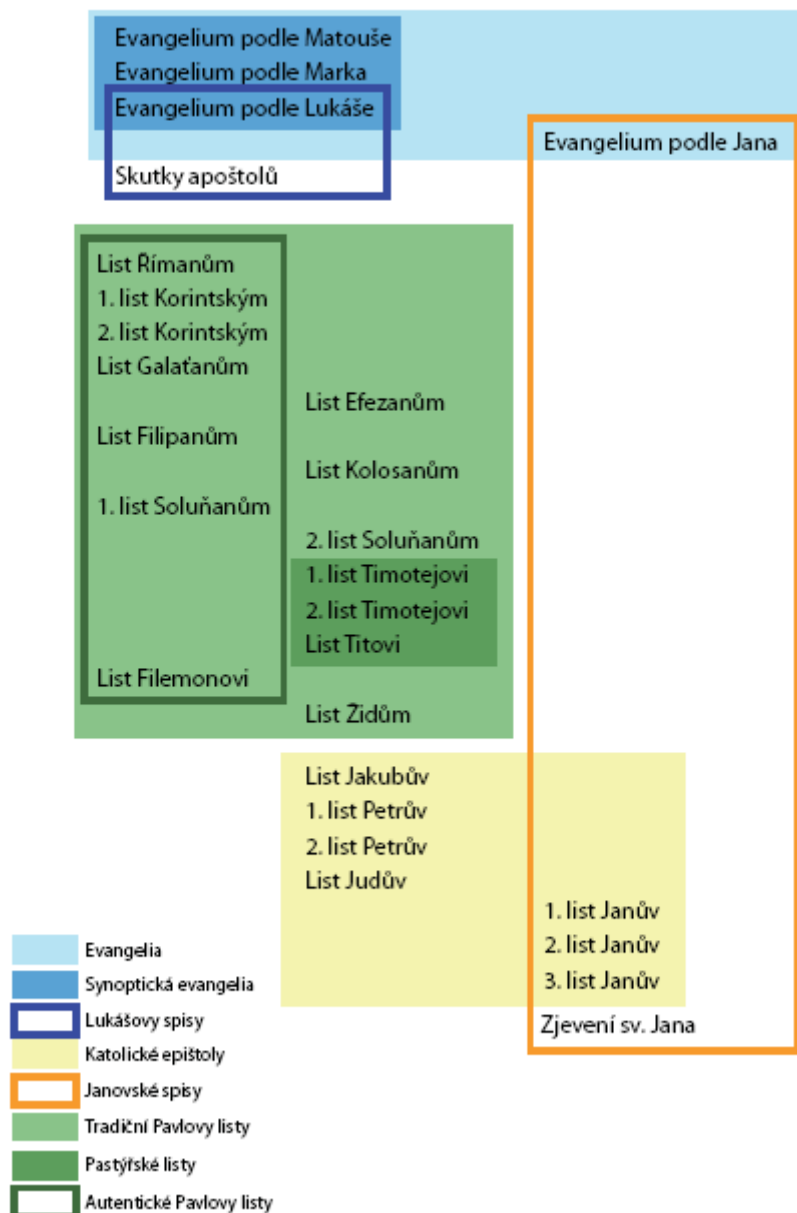 Evangelium podle Matouše
Evangelium podle Marka
Evangelium podle Lukáše
Evangelium podle Jana
Skutky apoštolů
List Římanům
1. list Korintským
2. list Korintským
List Galaťanům
List Efezanům
List Filipanům
List Kolosanům
1. list Soluňanům
2. list Soluňanům
1. list Timotejovi
2. list Timotejovi
List Titovi
List Filemonovi
List Židům
List Jakubův
1. list Petrův
2. list Petrův
List Judův
1. list Janův
2. list Janův
3. list Janův
Zjevení sv. Jana
Evangelia
Synoptická evangelia
Lukášovy spisy
Katolické epištoly
Janovské spisy
Tradiční Pavlovy listy
Pastýřské listy
Autentické Pavlovy listy